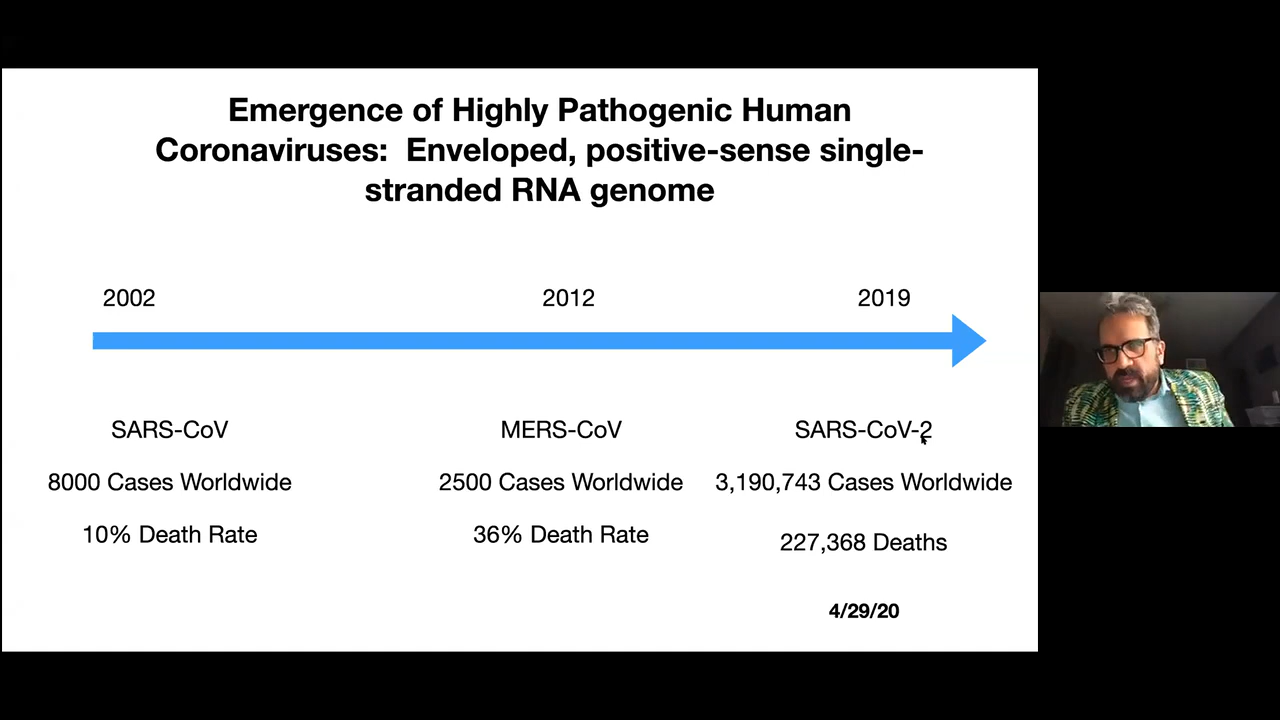 Emergence of Highly Pathogenic Human
Coronaviruses:  Enveloped, positive-sense single-
stranded RNA genome
2002
2012
2019
SARS-CoV
MERS-CoV
SARS-CoV-2
8000 Cases Worldwide
2500 Cases Worldwide
3,190,743 Cases Worldwide
10% Death Rate
36% Death Rate
227,368 Deaths
4/29/20